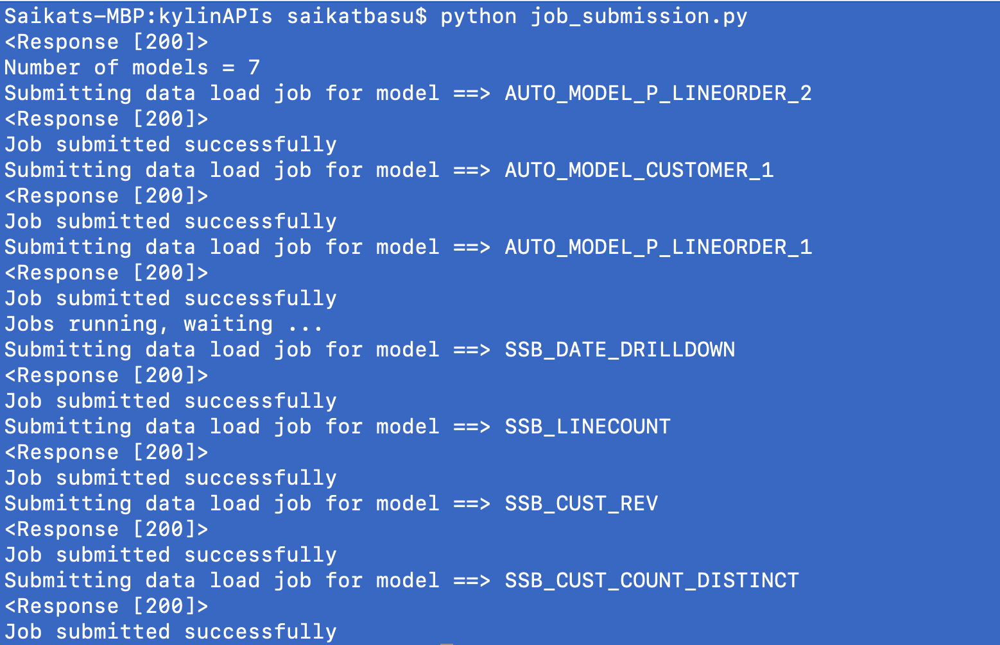 Saikats-MBP:kylinAPIs saikatbasu$ python job_submission.py
<Response [200]>
Number of models = 7
Submitting data load job for model ==> AUTO_MODEL_P_LINEORDER_2
<Response [200]>
Job submitted successfully
Submitting data load job for model ==> AUTO_MODEL_CUSTOMER_1
<Response [200]>
Job submitted successfully
Submitting data load job for model ==> AUTO_MODEL_P_LINEORDER_1
<Response [200]>
Job submitted successfully
Jobs running, waiting ...
Submitting data load job for model ==> SSB_DATE_DRILLDOWN
<Response [200]>
Job submitted successfully
Submitting data load job for model ==> SSB_LINECOUNT
<Response [200]>
Job submitted successfully
Submitting data load job for model ==> SSB_CUST_REV
<Response [200]>
Job submitted successfully
Submitting data load job for model ==> SSB_CUST_COUNT_DISTINCT
<Response [200]>
Job submitted successfully